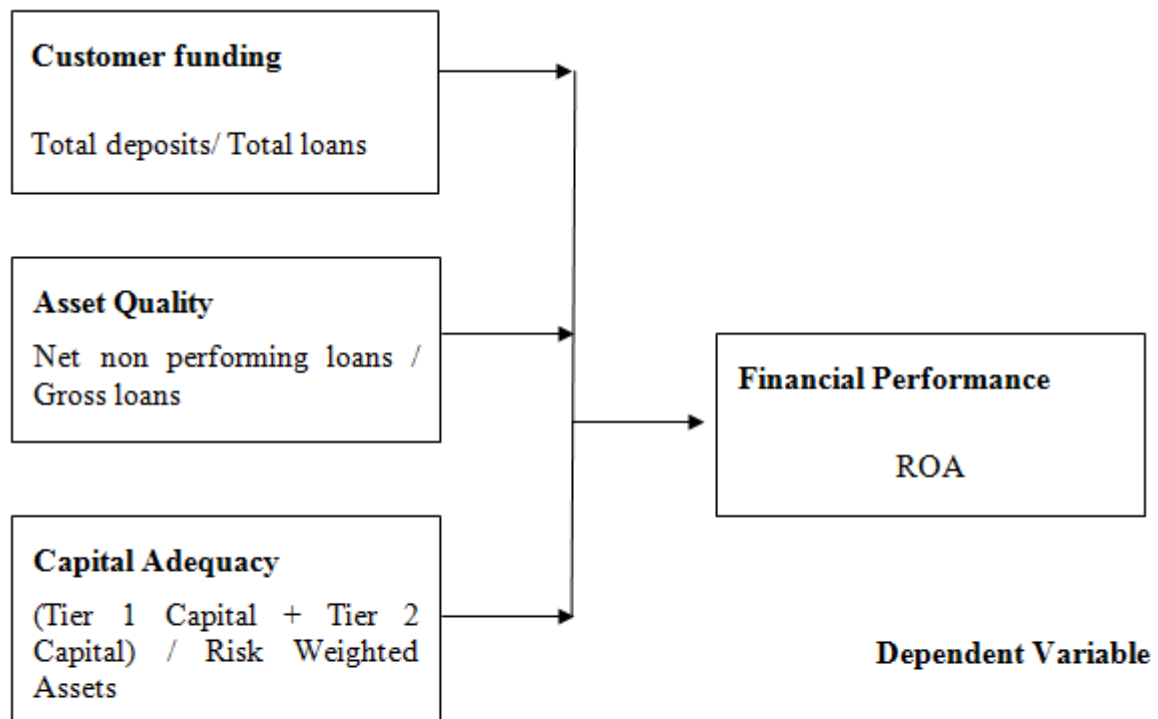 Customer funding
Total deposits/ Total loans
Asset Quality
Net non performing loans /
Gross loans
Capital Adequacy
(Tier 1 Capital + Tier 2
Capital) / Risk Weighted
Assets
Financial Performance
ROA
Dependent Variable